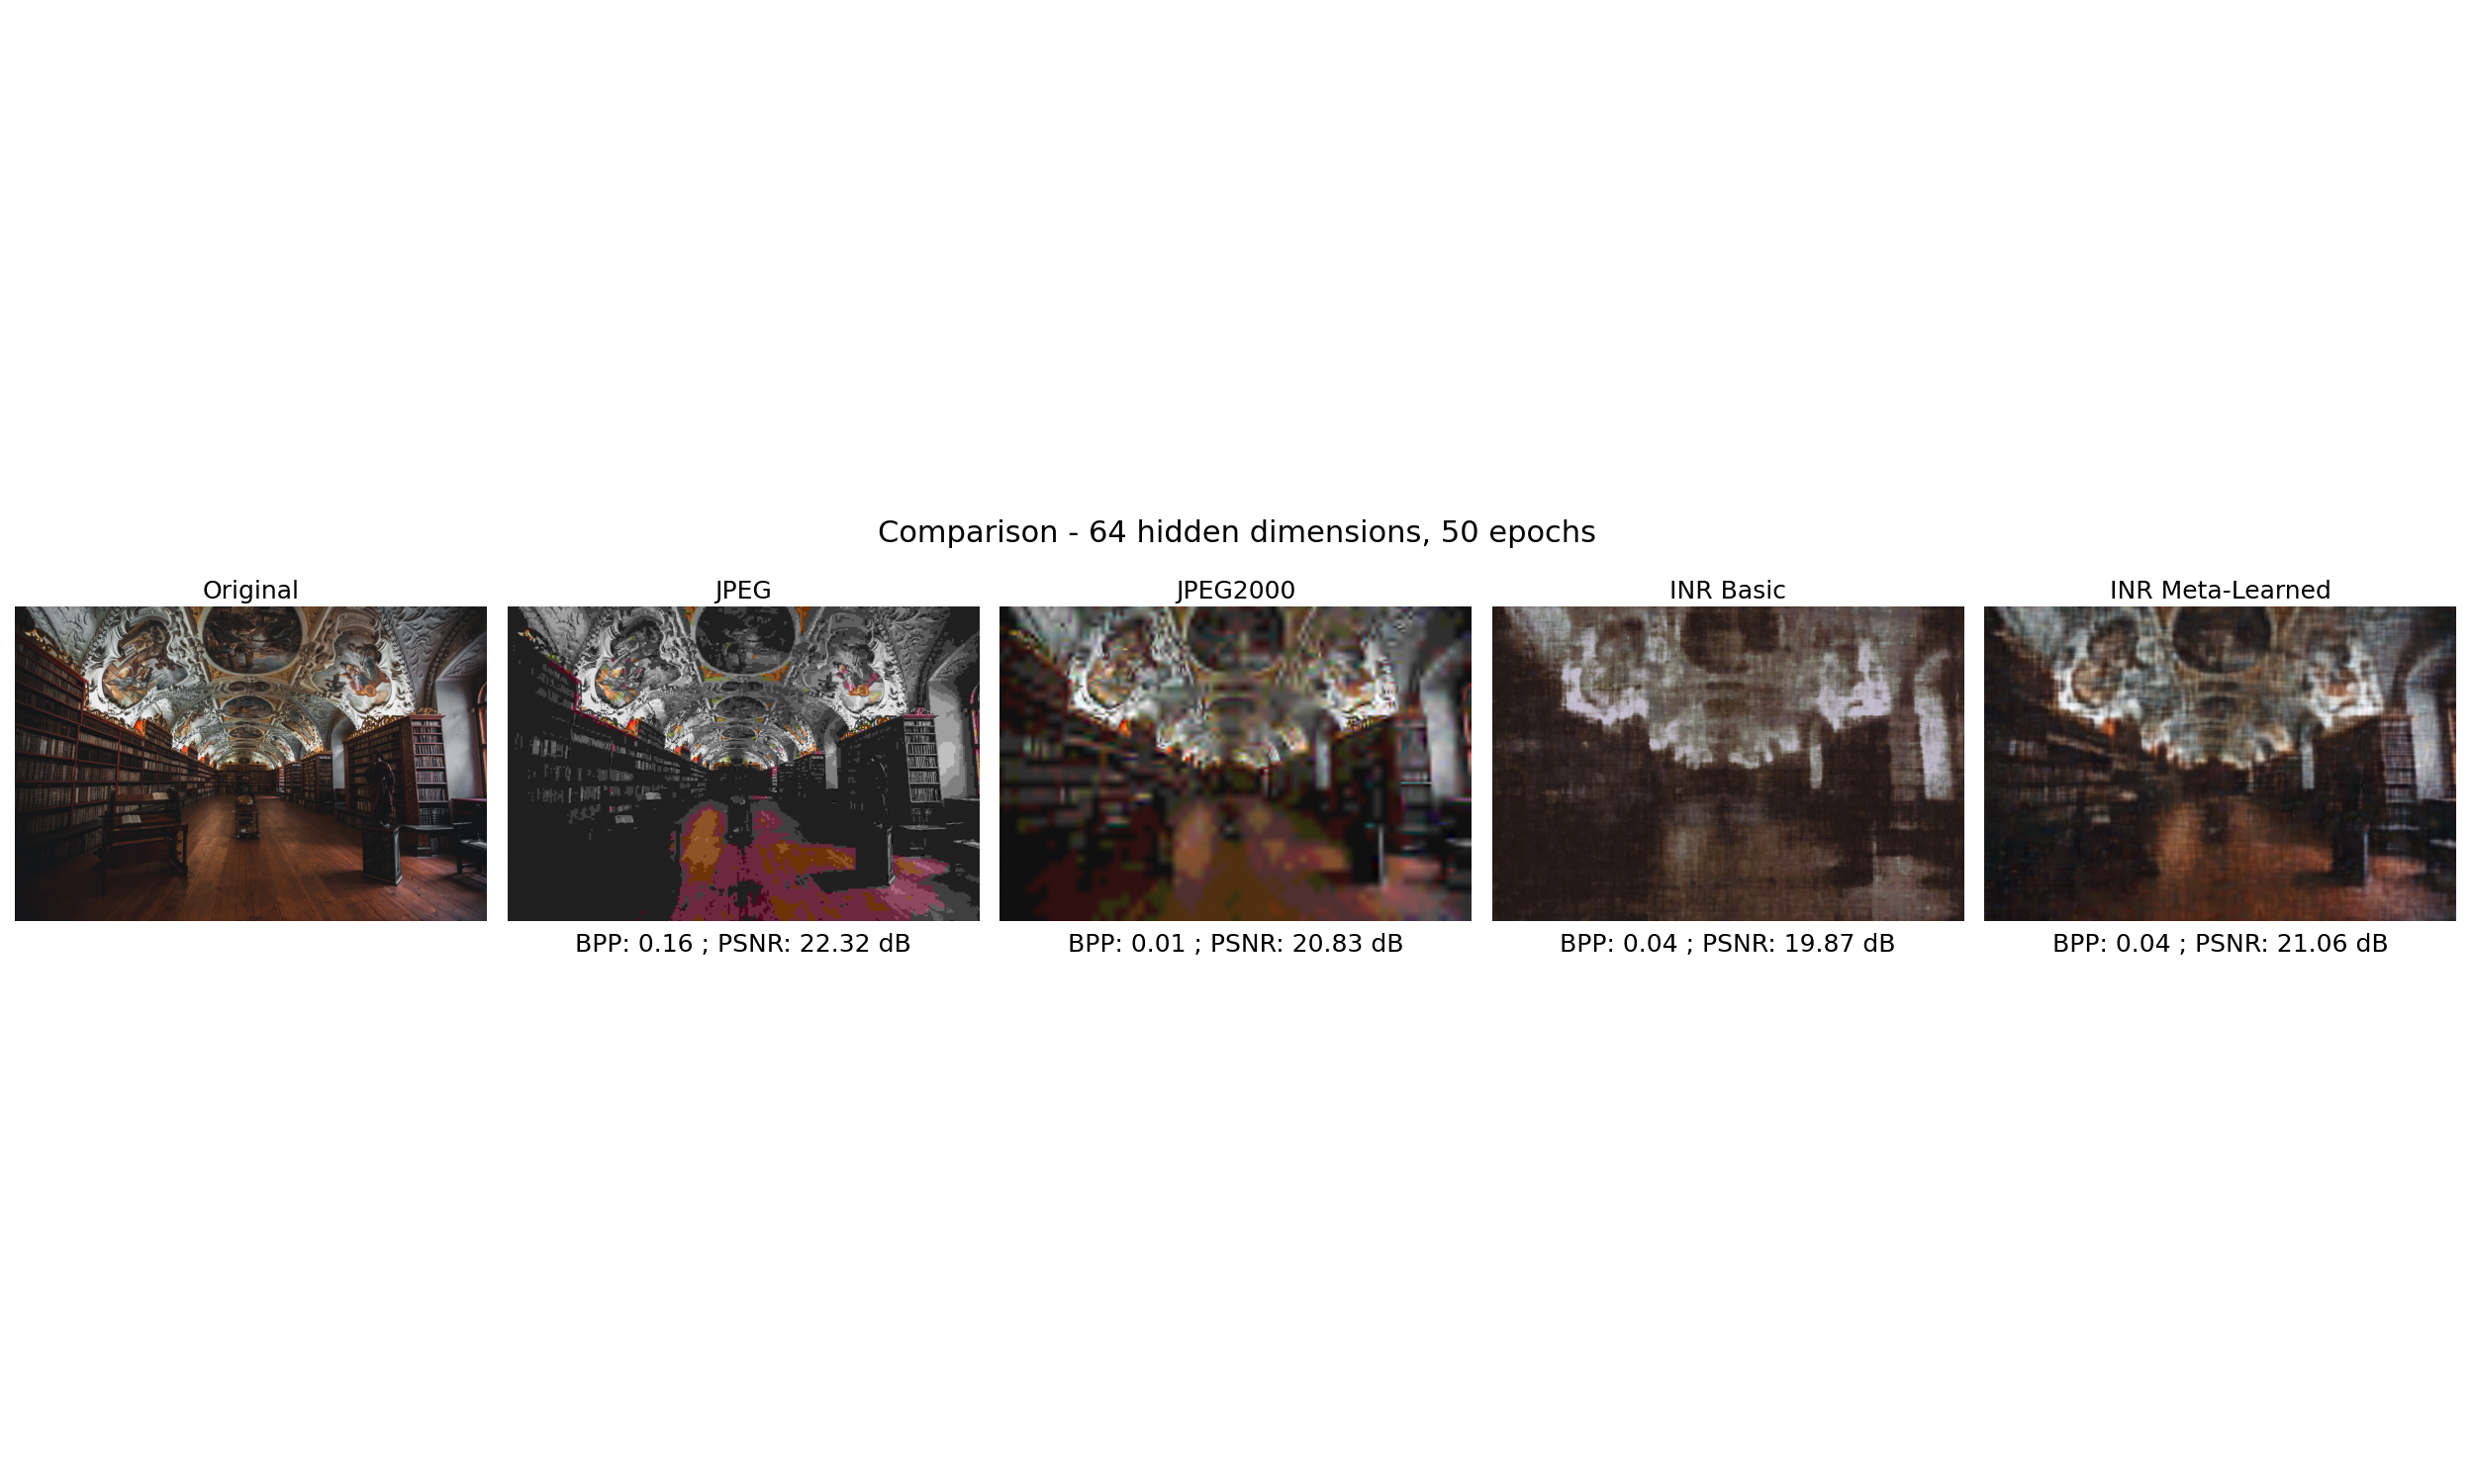 Comparison - 64 hidden dimensions, 50 epochs
Original
JPEG
JPEG2000
INR Basic
INR Meta-Learned
BPP: 0.16 ; PSNR: 22.32 dB
BPP: 0.01 ; PSNR: 20.83 dB
BPP: 0.04 ; PSNR: 19.87 dB
BPP: 0.04 ; PSNR: 21.06 dB